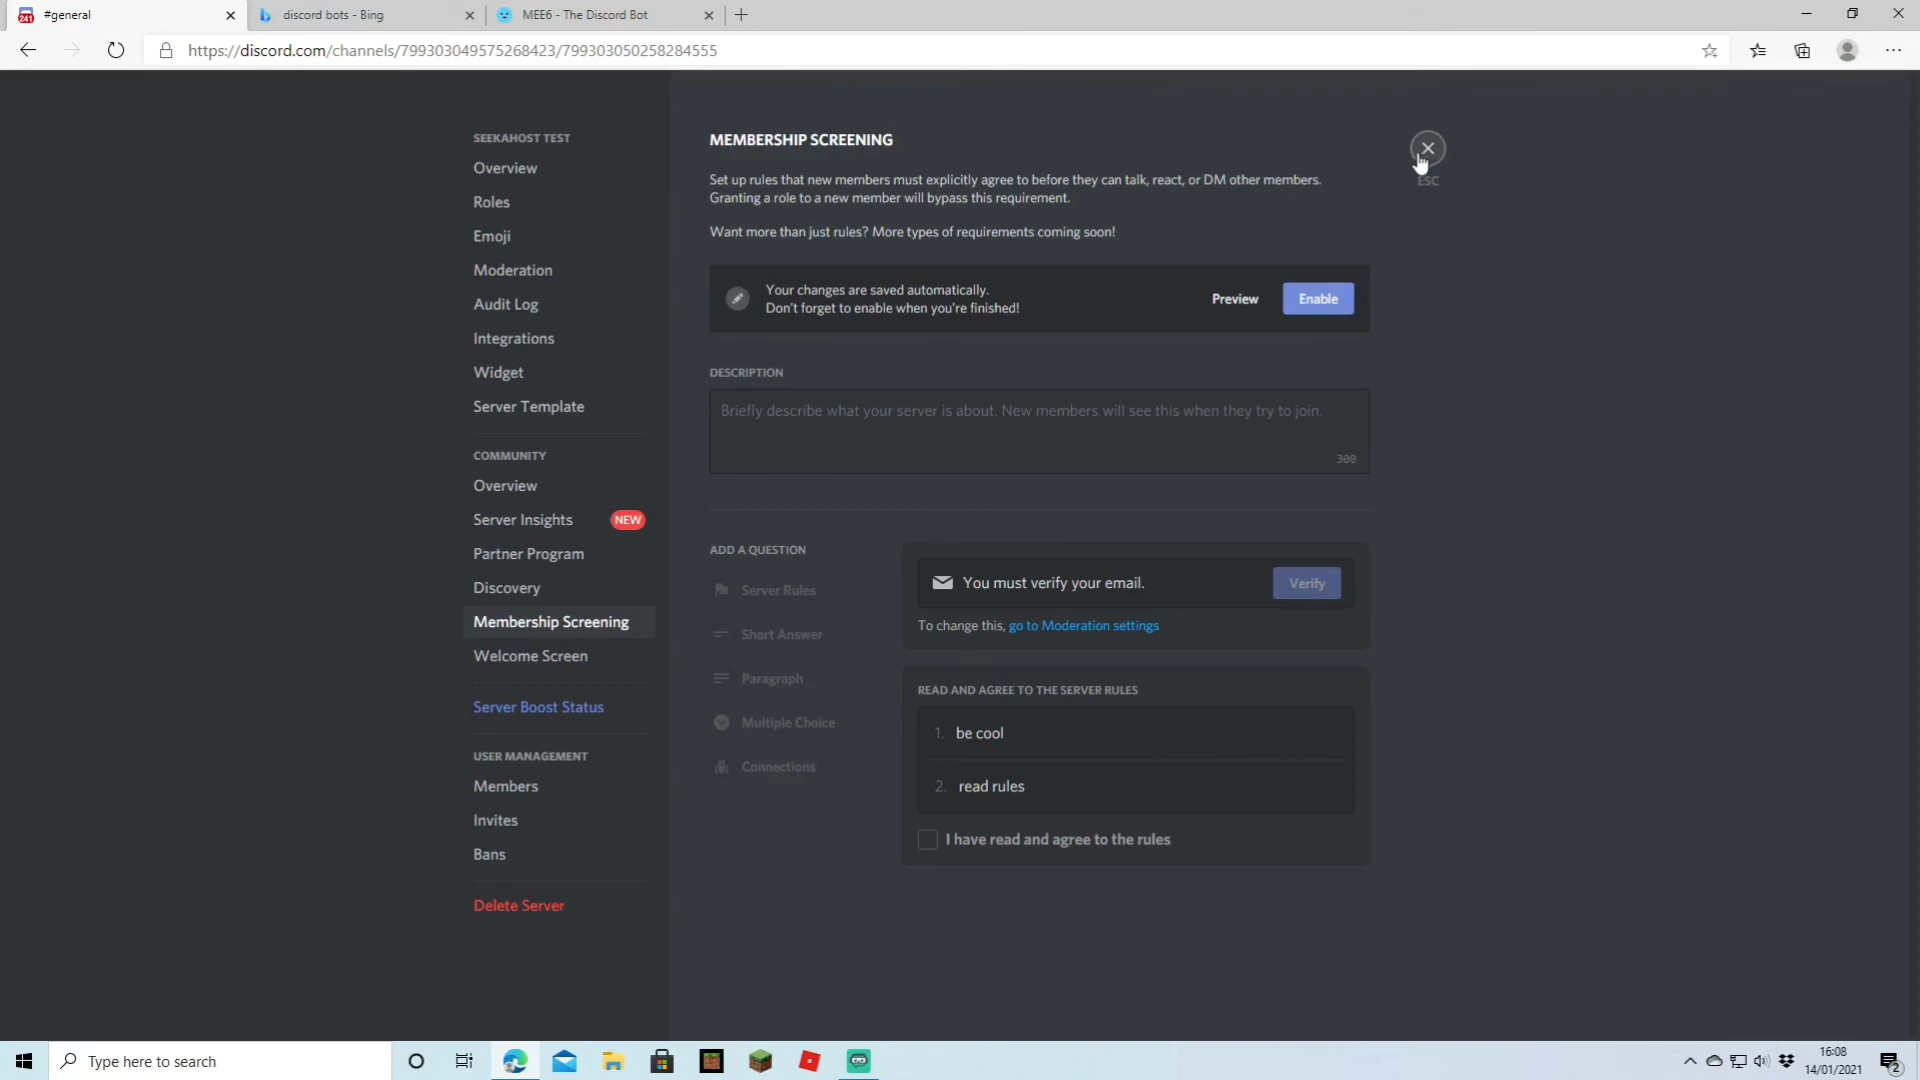 #general
discord bots - Bing
MEE6 - The Discord Bot
https://discord.com/channels/799303049575268423/799303050258284555
SEEKAHOST TEST
Overview
Roles
Emoji
Moderation
Audit Log
Integrations
Widget
Server Template
COMMUNITY
Overview
Server Insights NEW
Partner Program
Discovery
Membership Screening
Welcome Screen
Server Boost Status
USER MANAGEMENT
Members
Invites
Bans
Delete Server
MEMBERSHIP SCREENING
ESC
Set up rules that new members must explicitly agree to before they can talk, react, or DM other members.
Granting a role to a new member will bypass this requirement.
Want more than just rules? More types of requirements coming soon!
Your changes are saved automatically.
Don't forget to enable when you're finished!
Preview
Enable
DESCRIPTION
Briefly describe what your server is about. New members will see this when they try to join.
300
ADD A QUESTION
Server Rules
Short Answer
Paragraph
Multiple Choice
Connections
You must verify your email.
Verify
To change this, go to Moderation settings
READ AND AGREE TO THE SERVER RULES
1. be cool
2. read rules
I have read and agree to the rules
Type here to search
16:08
14/01/2021
2